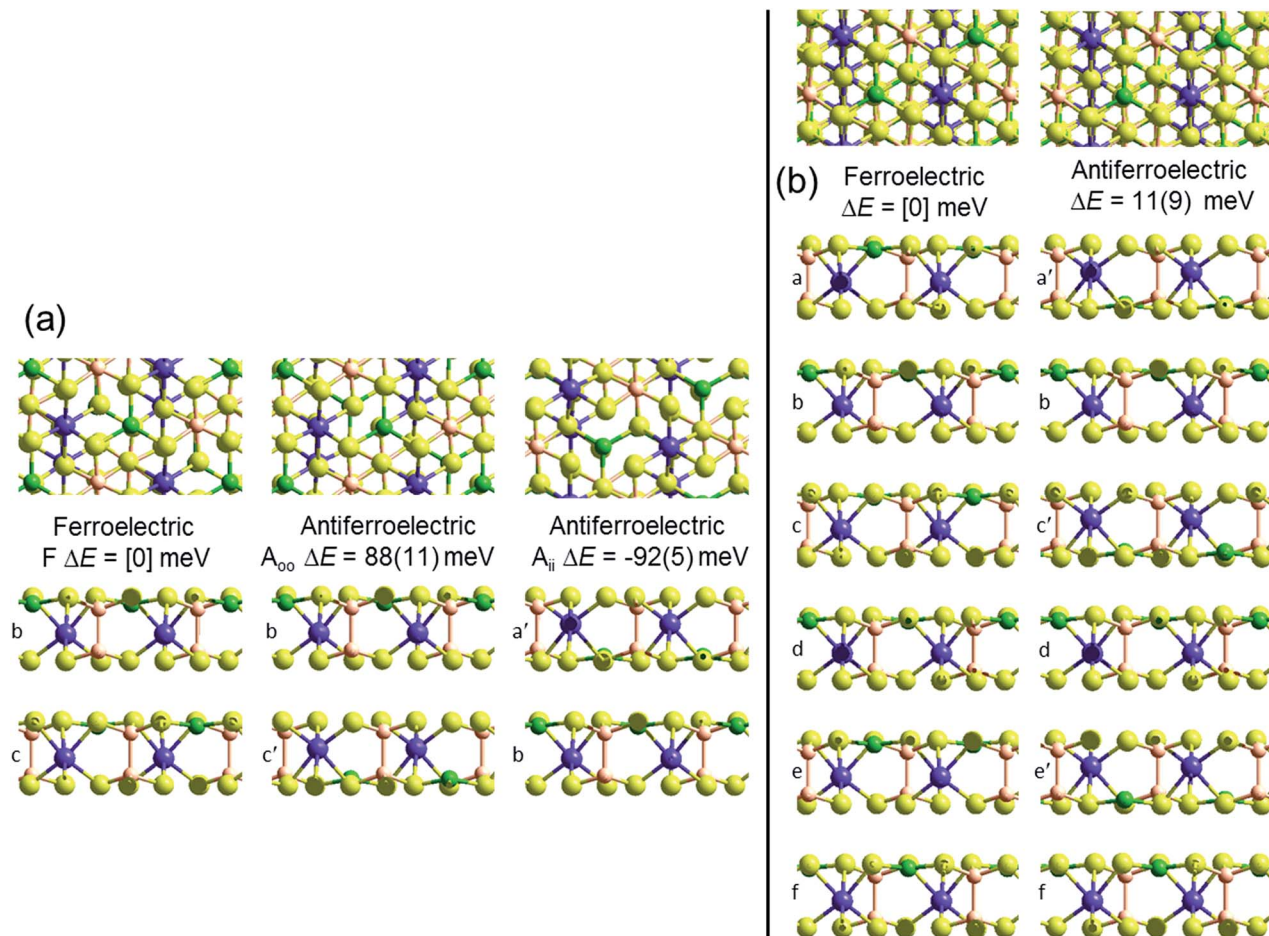 (a)
Ferroelectric
F ΔE = [0] meV
Antiferroelectric
A_oo ΔE = 88(11) meV
Antiferroelectric
A_ii ΔE = -92(5) meV
b
b
a′
c
c′
b
(b)
Ferroelectric
ΔE = [0] meV
Antiferroelectric
ΔE = 11(9) meV
a
a′
b
b
c
c′
d
d
e
e′
f
f